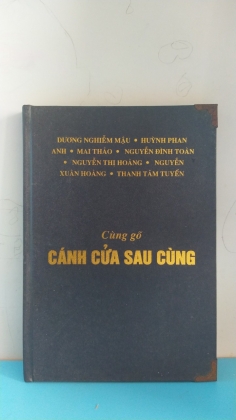 DƯƠNG NGHIỄM MẬU • HUỲNH PHAN
ANH • MAI THẢO • NGUYỄN ĐÌNH TOÀN
• NGUYỄN THỊ HOÀNG • NGUYỄN
XUÂN HOÀNG • THANH TÂM TUYỀN
Cùng gõ
CÁNH CỬA SAU CÙNG